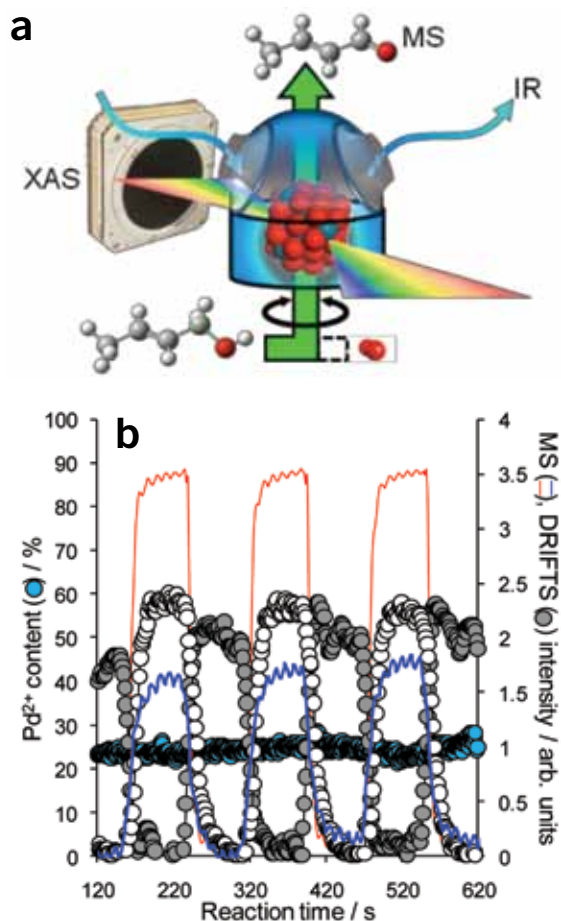 a
MS
IR
XAS
b
100
90
80
70
60
50
40
30
20
10
0
Pd²⁺ content (●) / %
4
3.5
3
2.5
2
1.5
1
0.5
0
MS (—), DRIFTS (●) intensity / arb. units
120 220 320 420 520 620
Reaction time / s